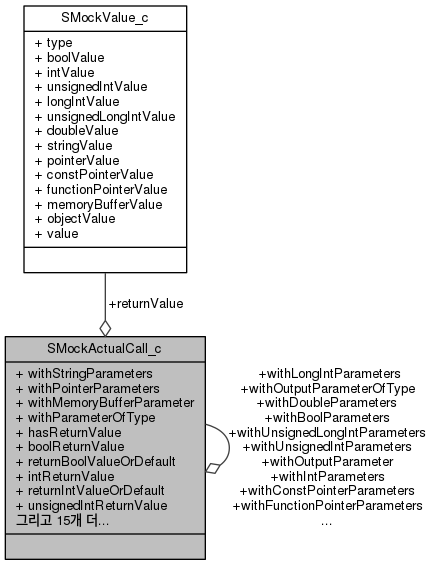 SMockValue_c
+ type
+ boolValue
+ intValue
+ unsignedIntValue
+ longIntValue
+ unsignedLongIntValue
+ doubleValue
+ stringValue
+ pointerValue
+ constPointerValue
+ functionPointerValue
+ memoryBufferValue
+ objectValue
+ value
+returnValue
SMockActualCall_c
+ withStringParameters
+ withPointerParameters
+ withMemoryBufferParameter
+ withParameterOfType
+ hasReturnValue
+ boolReturnValue
+ returnBoolValueOrDefault
+ intReturnValue
+ returnIntValueOrDefault
+ unsignedIntReturnValue
그리고 15개 더...
+withLongIntParameters
+withOutputParameterOfType
+withDoubleParameters
+withBoolParameters
+withUnsignedLongIntParameters
+withUnsignedIntParameters
+withOutputParameter
+withIntParameters
+withConstPointerParameters
+withFunctionPointerParameters
...